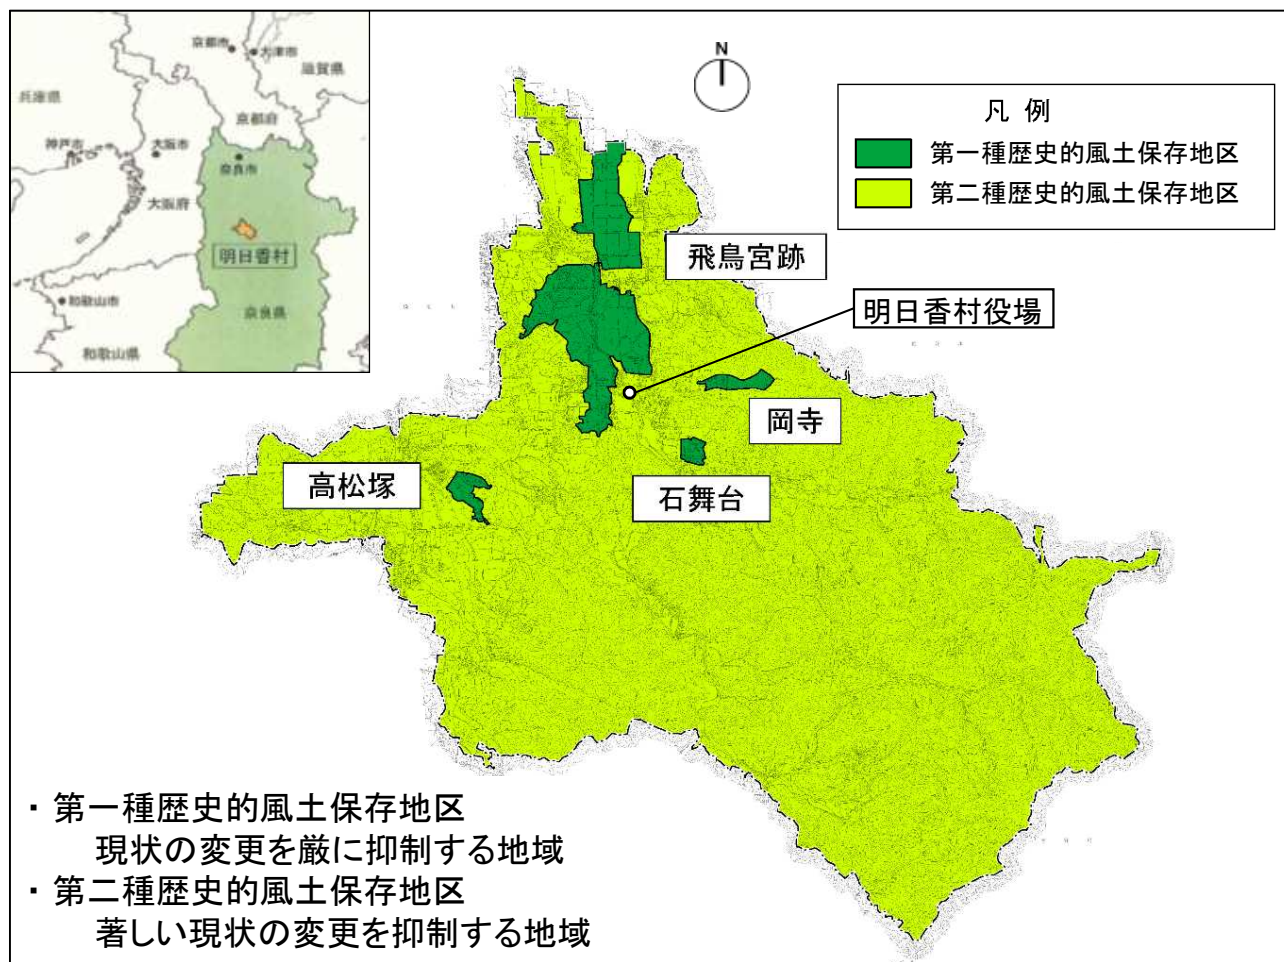 京都市
大津市
滋賀県
兵庫県
京都府
神戸市
大阪市
奈良市
大阪府
明日香村
和歌山市
奈良県
和歌山県
N
凡 例
第一種歴史的風土保存地区
第二種歴史的風土保存地区
飛鳥宮跡
明日香村役場
岡寺
高松塚
石舞台
・ 第一種歴史的風土保存地区
現状の変更を厳に抑制する地域
・ 第二種歴史的風土保存地区
著しい現状の変更を抑制する地域